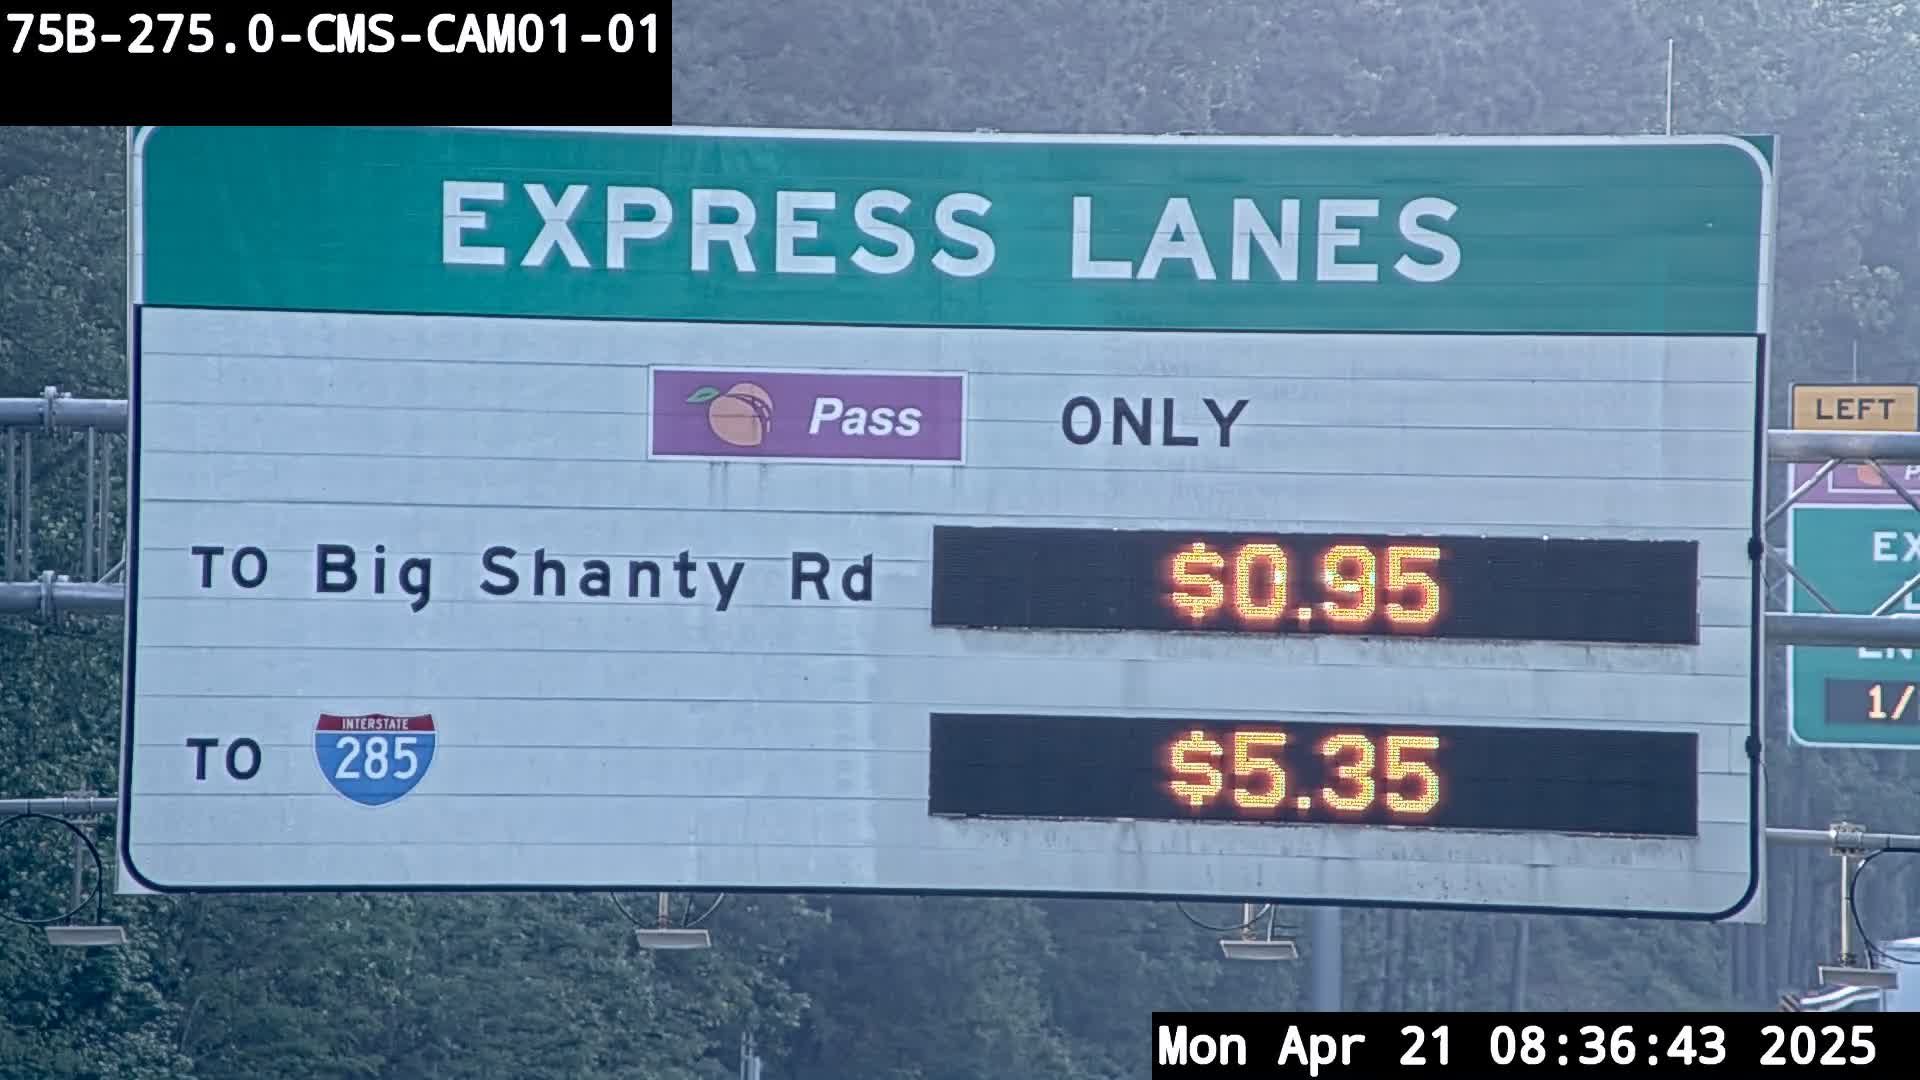 75B-275.0-CMS-CAM01-01
EXPRESS LANES
Pass ONLY
TO Big Shanty Rd $0.95
TO INTERSTATE 285 $5.35
LEFT
1/
Mon Apr 21 08:36:43 2025